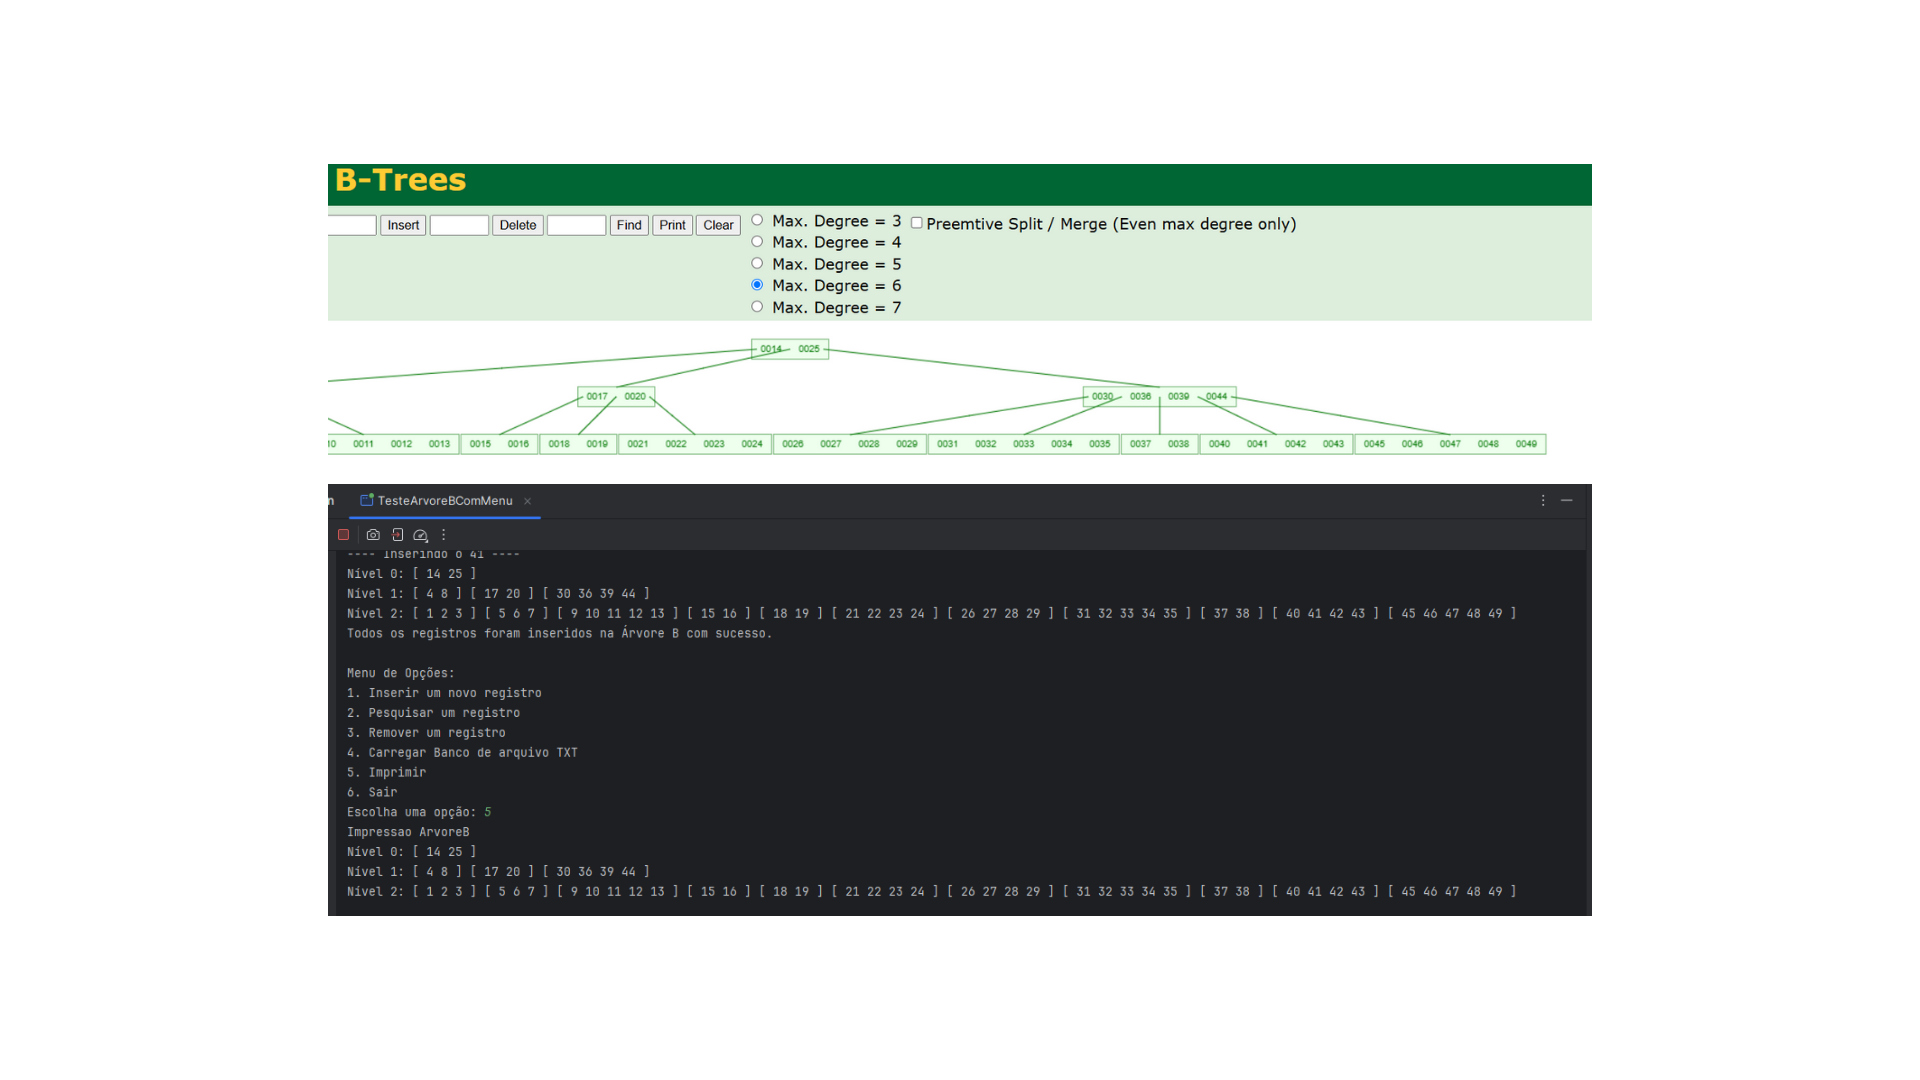 B-Trees
Insert Delete Find Print Clear
Max. Degree = 3
Max. Degree = 4
Max. Degree = 5
Max. Degree = 6
Max. Degree = 7
Preemtive Split / Merge (Even max degree only)
0014 0025
0017 0020 0030 0036 0039 0044
10 0011 0012 0013 0015 0016 0018 0019 0021 0022 0023 0024 0026 0027 0028 0029 0031 0032 0033 0034 0035 0037 0038 0040 0041 0042 0043 0045 0046 0047 0048 0049
n TesteArvoreBComMenu
---- Inserindo o 41 ----
Nível 0: [ 14 25 ]
Nível 1: [ 4 8 ] [ 17 20 ] [ 30 36 39 44 ]
Nível 2: [ 1 2 3 ] [ 5 6 7 ] [ 9 10 11 12 13 ] [ 15 16 ] [ 18 19 ] [ 21 22 23 24 ] [ 26 27 28 29 ] [ 31 32 33 34 35 ] [ 37 38 ] [ 40 41 42 43 ] [ 45 46 47 48 49 ]
Todos os registros foram inseridos na Árvore B com sucesso.
Menu de Opções:
1. Inserir um novo registro
2. Pesquisar um registro
3. Remover um registro
4. Carregar Banco de arquivo TXT
5. Imprimir
6. Sair
Escolha uma opção: 5
Impressao ArvoreB
Nível 0: [ 14 25 ]
Nível 1: [ 4 8 ] [ 17 20 ] [ 30 36 39 44 ]
Nível 2: [ 1 2 3 ] [ 5 6 7 ] [ 9 10 11 12 13 ] [ 15 16 ] [ 18 19 ] [ 21 22 23 24 ] [ 26 27 28 29 ] [ 31 32 33 34 35 ] [ 37 38 ] [ 40 41 42 43 ] [ 45 46 47 48 49 ]